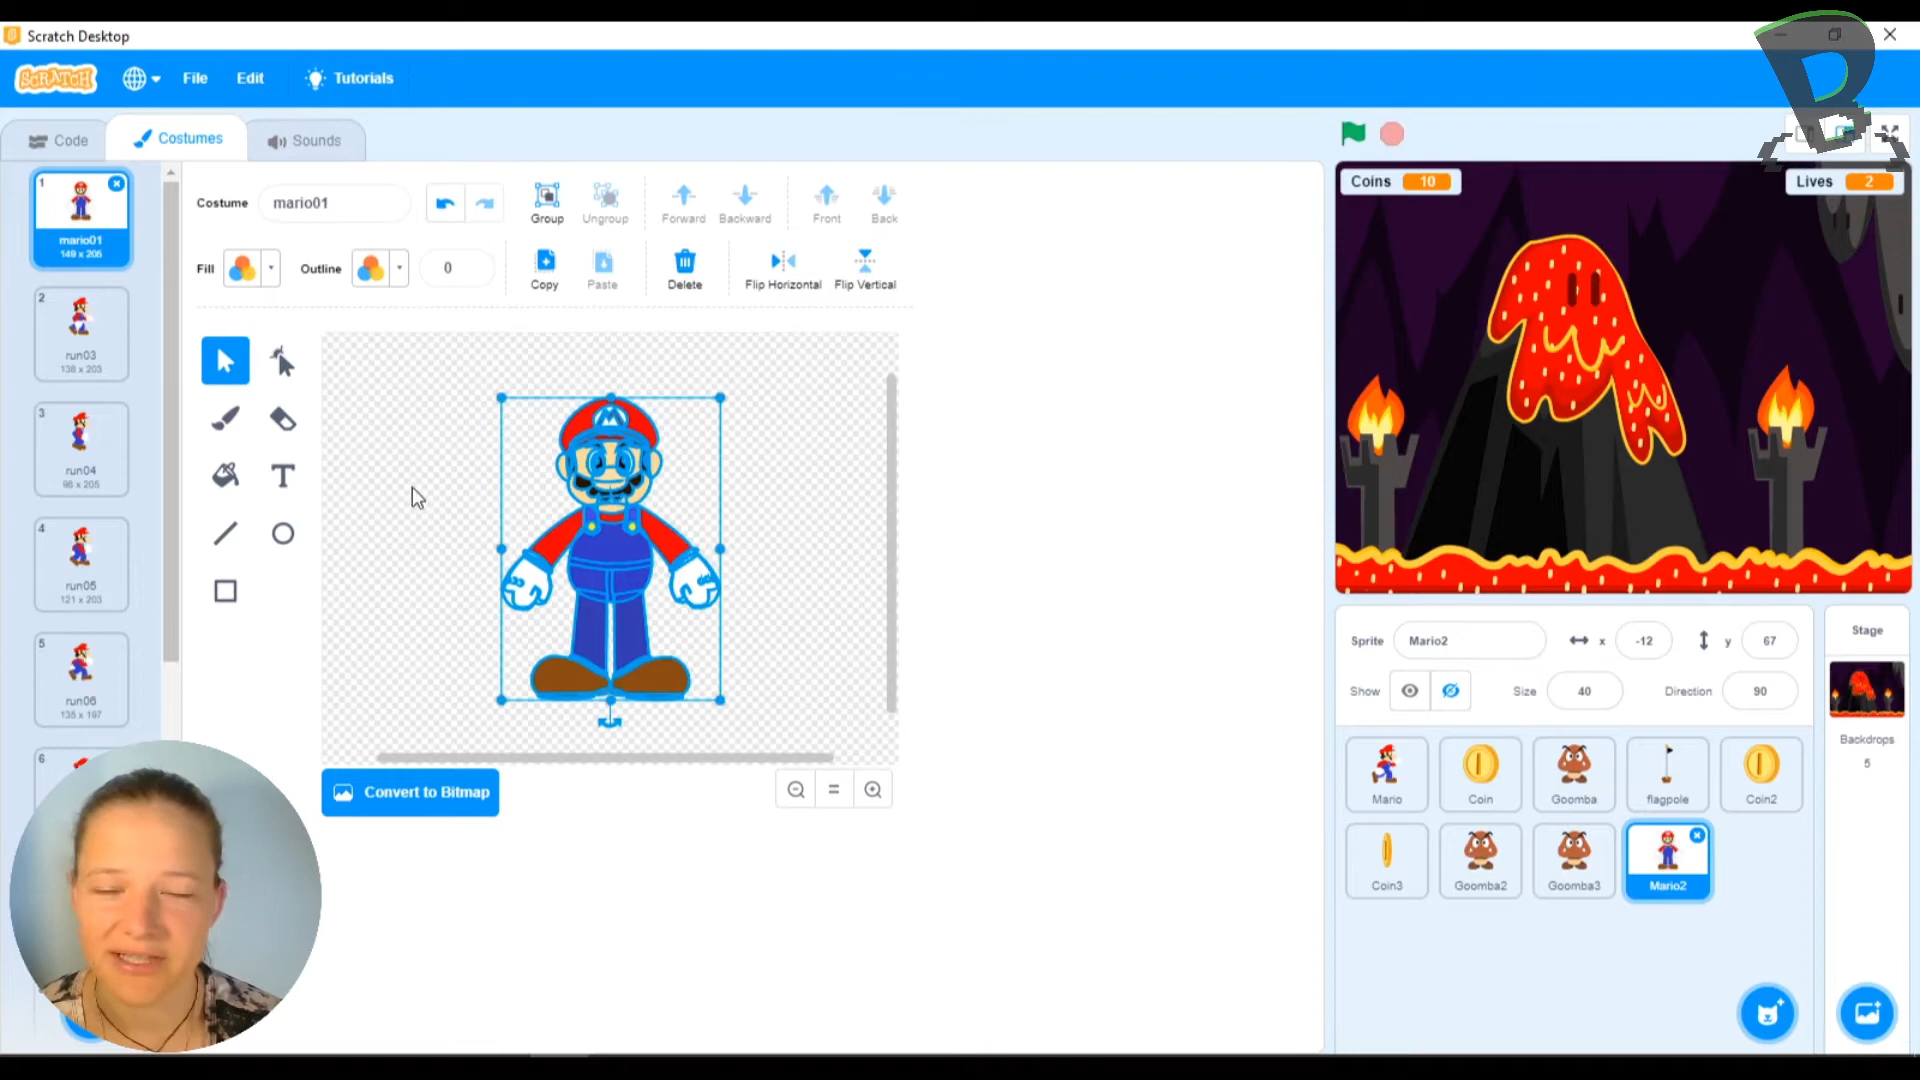 Scratch Desktop
SCRATCH File Edit Tutorials
Code Costumes Sounds
1
mario01
149 x 205
2
run03
138 x 203
3
run04
98 x 205
4
run05
121 x 203
5
run06
135 x 197
6
Costume mario01 Group Ungroup Forward Backward Front Back
Fill Outline 0 Copy Paste Delete Flip Horizontal Flip Vertical
T
M
Convert to Bitmap
B
Coins 10 Lives 2
Sprite Mario2 x -12 y 67
Show Size 40 Direction 90
Mario Coin Goomba flagpole Coin2
Coin3 Goomba2 Goomba3 Mario2
Stage
Backdrops
5